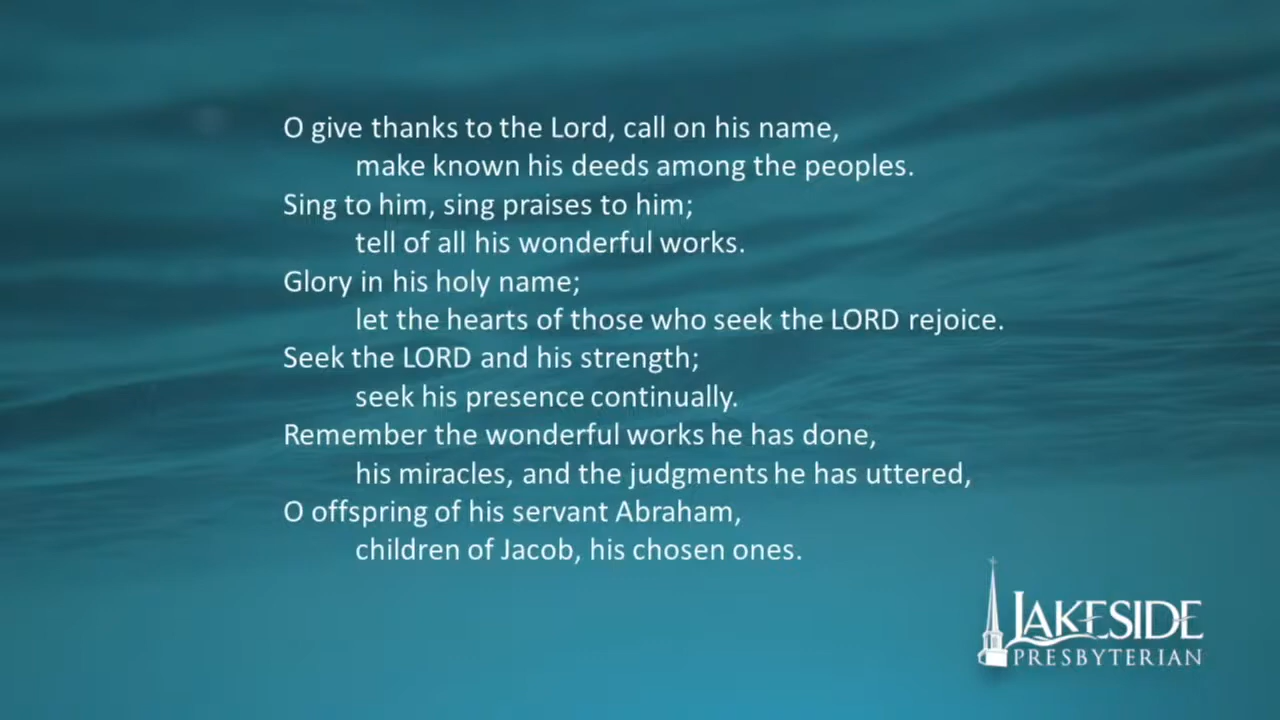 O give thanks to the Lord, call on his name,
make known his deeds among the peoples.
Sing to him, sing praises to him;
tell of all his wonderful works.
Glory in his holy name;
let the hearts of those who seek the LORD rejoice.
Seek the LORD and his strength;
seek his presence continually.
Remember the wonderful works he has done,
his miracles, and the judgments he has uttered,
O offspring of his servant Abraham,
children of Jacob, his chosen ones.
LAKESIDE
PRESBYTERIAN